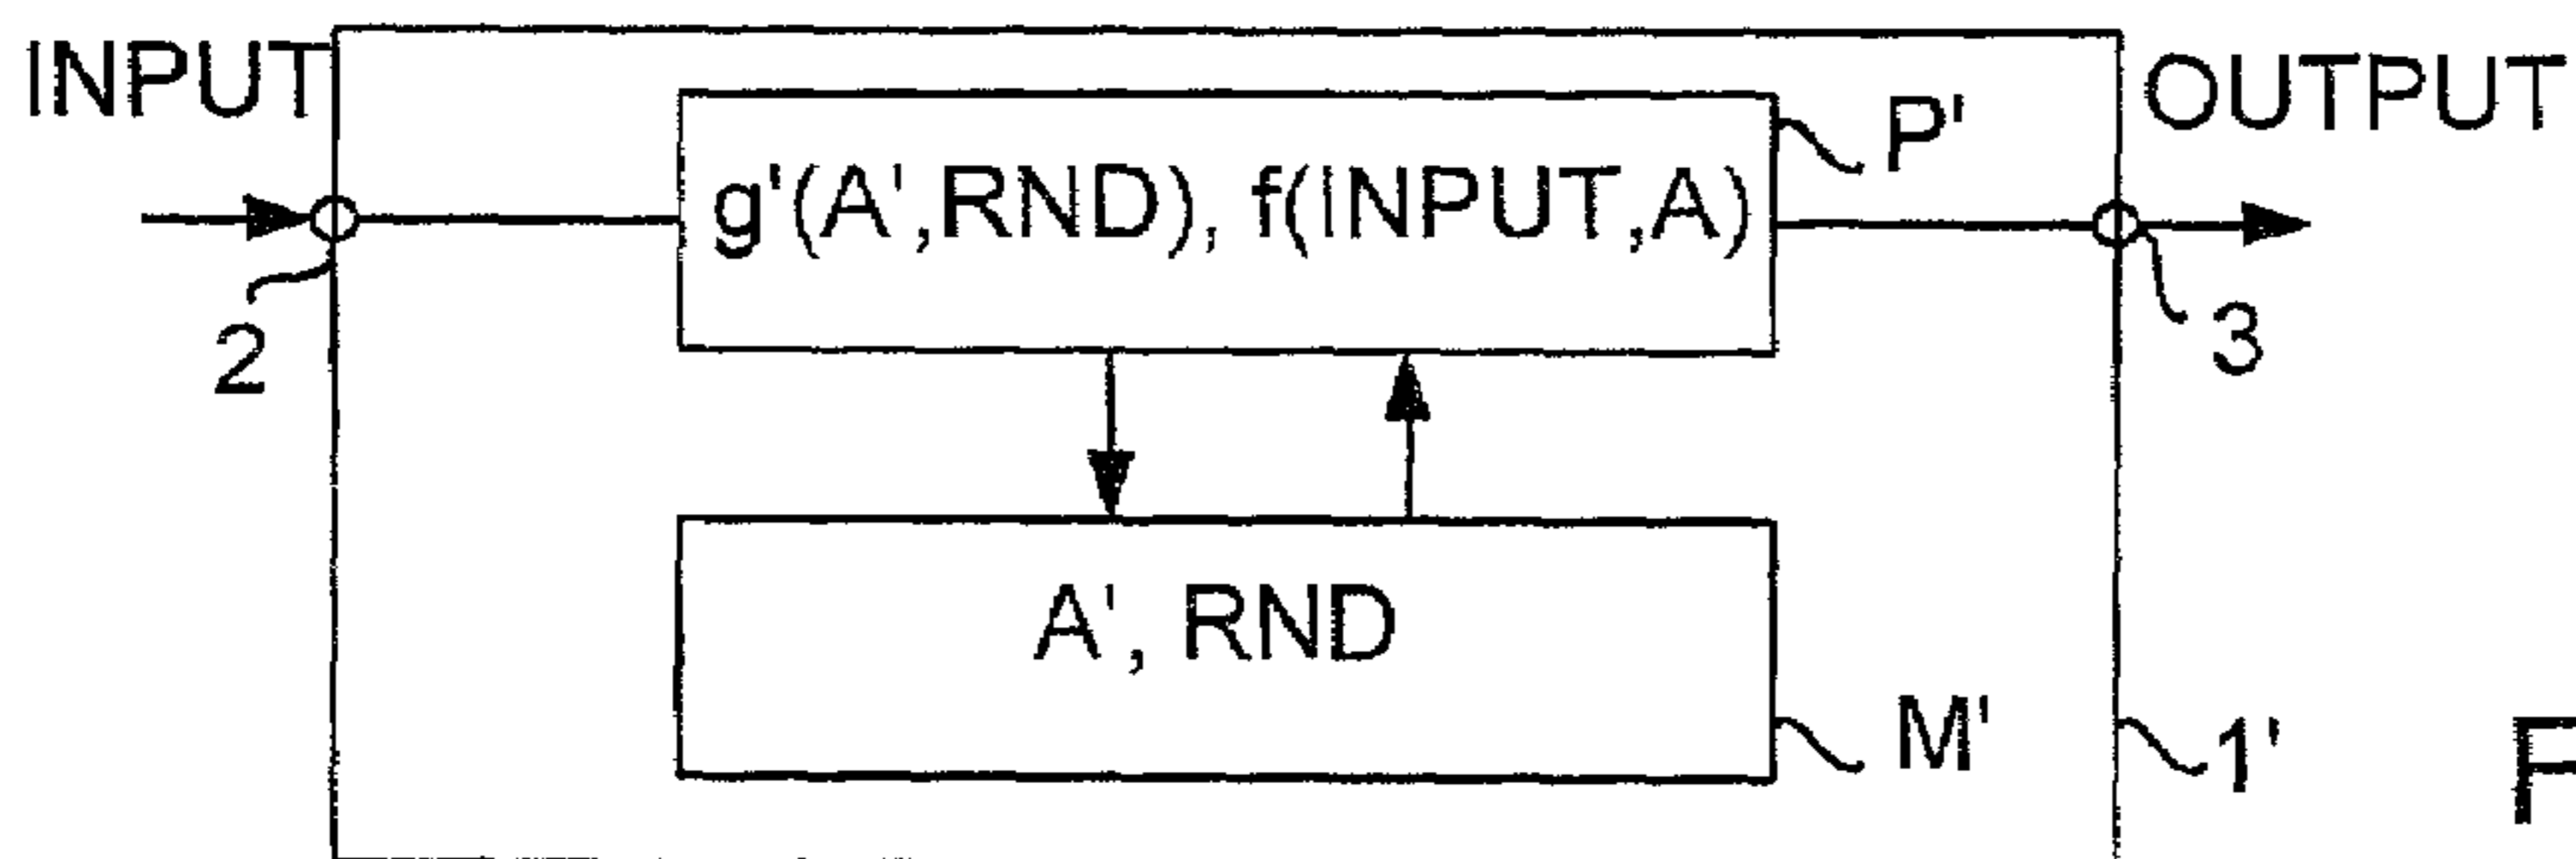 INPUT
OUTPUT
P'
g'(A',RND), f(INPUT,A)
2
3
A', RND
M'
1'
F